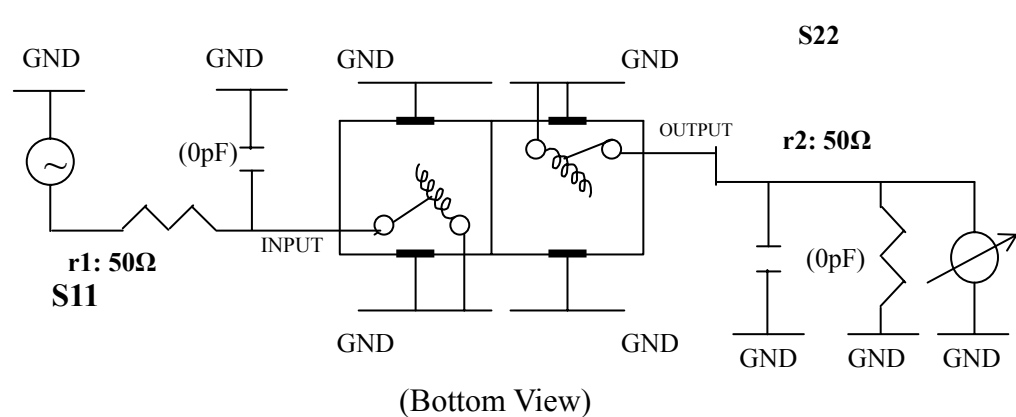 S22
GND
GND
GND
GND
(0pF)
OUTPUT
r2: 50Ω
INPUT
r1: 50Ω
S11
(0pF)
GND
GND
GND
GND
GND
(Bottom View)